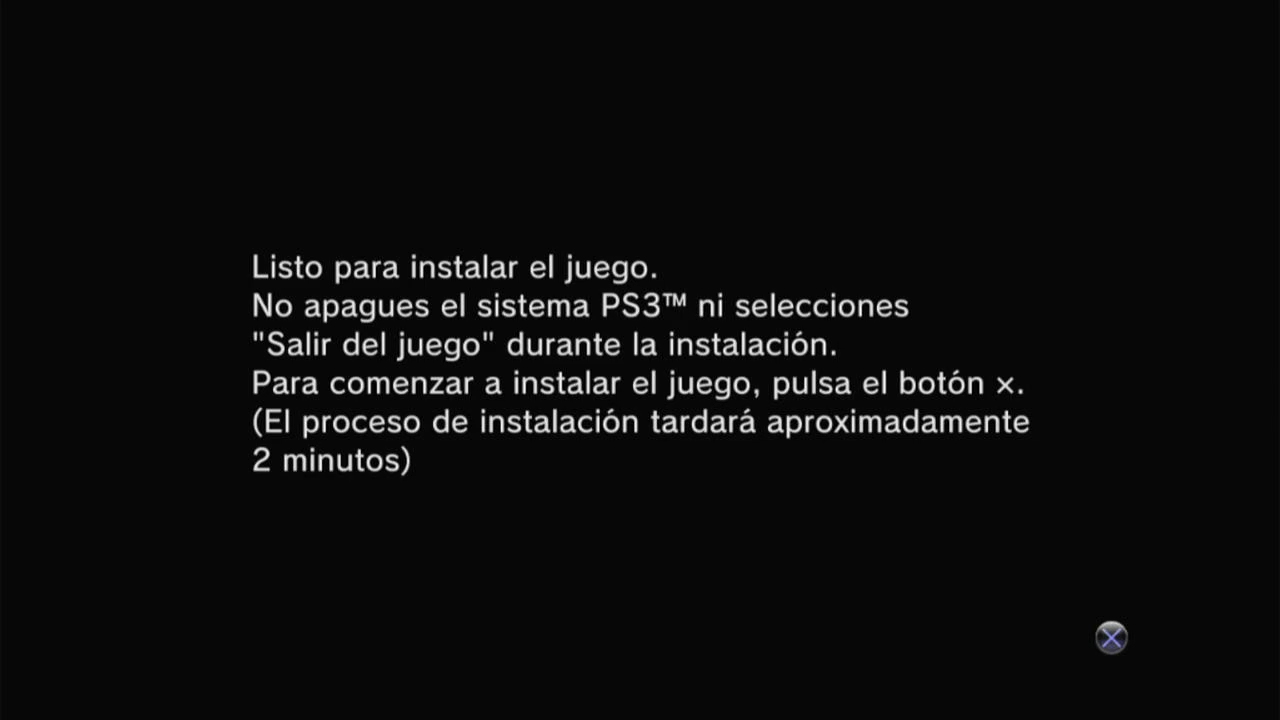 Listo para instalar el juego.
No apagues el sistema PS3™ ni selecciones
"Salir del juego" durante la instalación.
Para comenzar a instalar el juego, pulsa el botón ×.
(El proceso de instalación tardará aproximadamente
2 minutos)